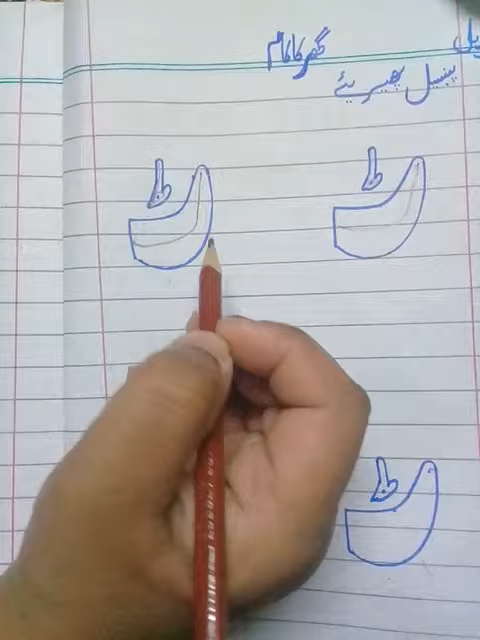 گھر کا کام
پنسل پھیریئے
ڑ ڑ
ڑ